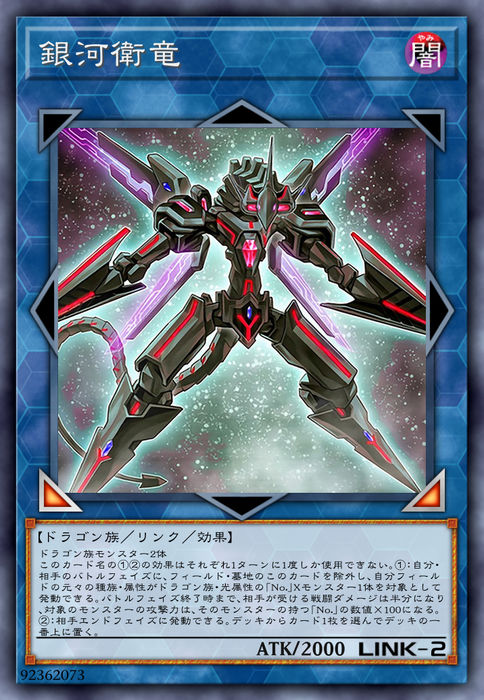 銀河衛竜
やみ
闇
【ドラゴン族／リンク／効果】
ドラゴン族モンスター2体
このカード名の①②の効果はそれぞれ1ターンに1度しか使用できない。①：自分・
相手のバトルフェイズに、フィールド・墓地のこのカードを除外し、自分フィール
ドの元々の種族・属性がドラゴン族・光属性の「No.」Xモンスター1体を対象として
発動できる。バトルフェイズ終了時まで、相手が受ける戦闘ダメージは半分になり
、対象のモンスターの攻撃力は、そのモンスターの持つ「No.」の数値×100になる。
②：相手エンドフェイズに発動できる。デッキからカード1枚を選んでデッキの一
番上に置く。
ATK/2000 LINK-2
92362073